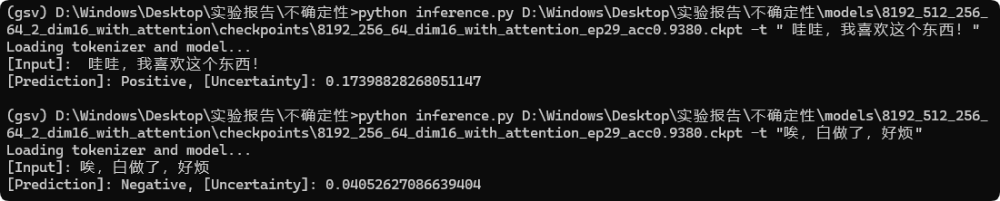 (gsv) D:\Windows\Desktop\实验报告\不确定性>python inference.py D:\Windows\Desktop\实验报告\不确定性\models\8192_512_256_
64_2_dim16_with_attention\checkpoints\8192_256_64_dim16_with_attention_ep29_acc0.9380.ckpt -t " 哇哇，我喜欢这个东西！"
Loading tokenizer and model...
[Input]:  哇哇，我喜欢这个东西！
[Prediction]: Positive, [Uncertainty]: 0.17398828268051147
(gsv) D:\Windows\Desktop\实验报告\不确定性>python inference.py D:\Windows\Desktop\实验报告\不确定性\models\8192_512_256_
64_2_dim16_with_attention\checkpoints\8192_256_64_dim16_with_attention_ep29_acc0.9380.ckpt -t "唉，白做了，好烦"
Loading tokenizer and model...
[Input]: 唉，白做了，好烦
[Prediction]: Negative, [Uncertainty]: 0.04052627086639404